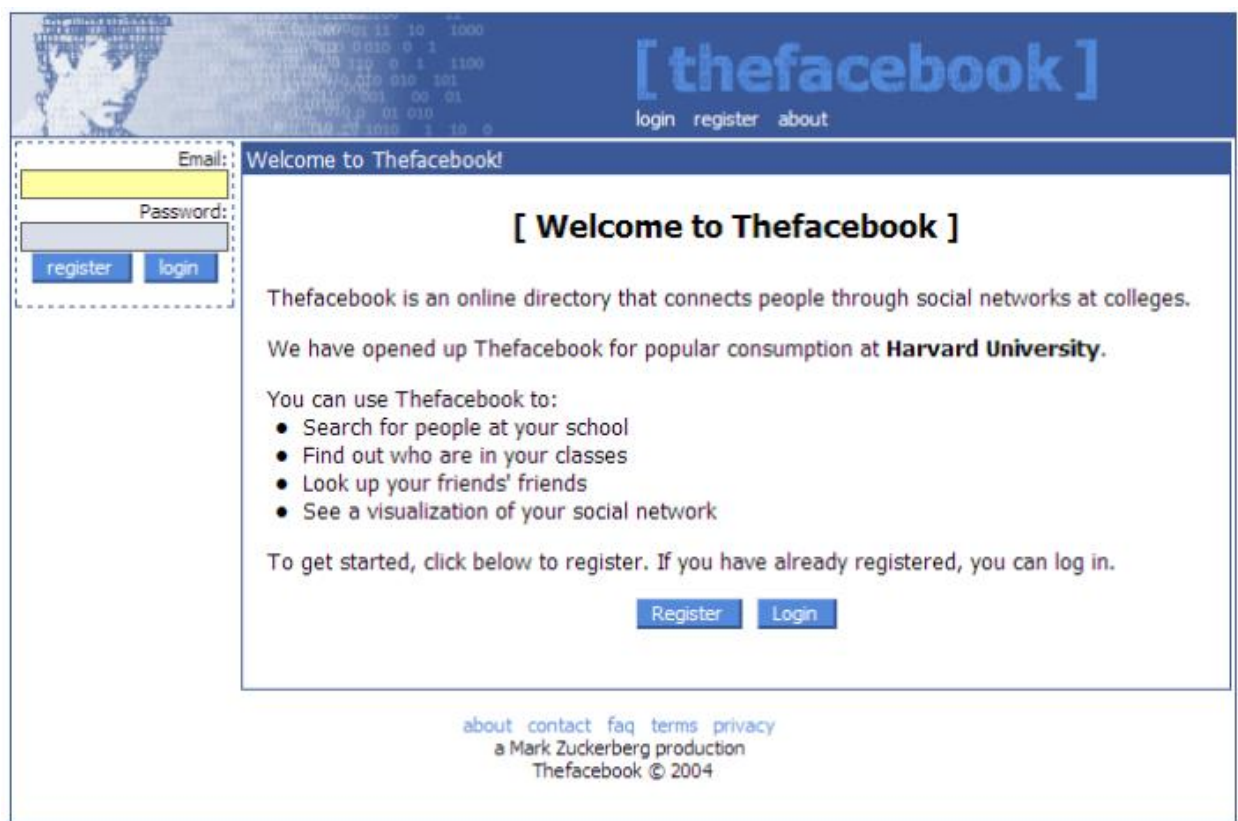 [ thefacebook ]
login register about
Email:
Password:
register login
Welcome to Thefacebook!
[ Welcome to Thefacebook ]
Thefacebook is an online directory that connects people through social networks at colleges.
We have opened up Thefacebook for popular consumption at Harvard University.
You can use Thefacebook to:
• Search for people at your school
• Find out who are in your classes
• Look up your friends' friends
• See a visualization of your social network
To get started, click below to register. If you have already registered, you can log in.
Register Login
about contact faq terms privacy
a Mark Zuckerberg production
Thefacebook © 2004